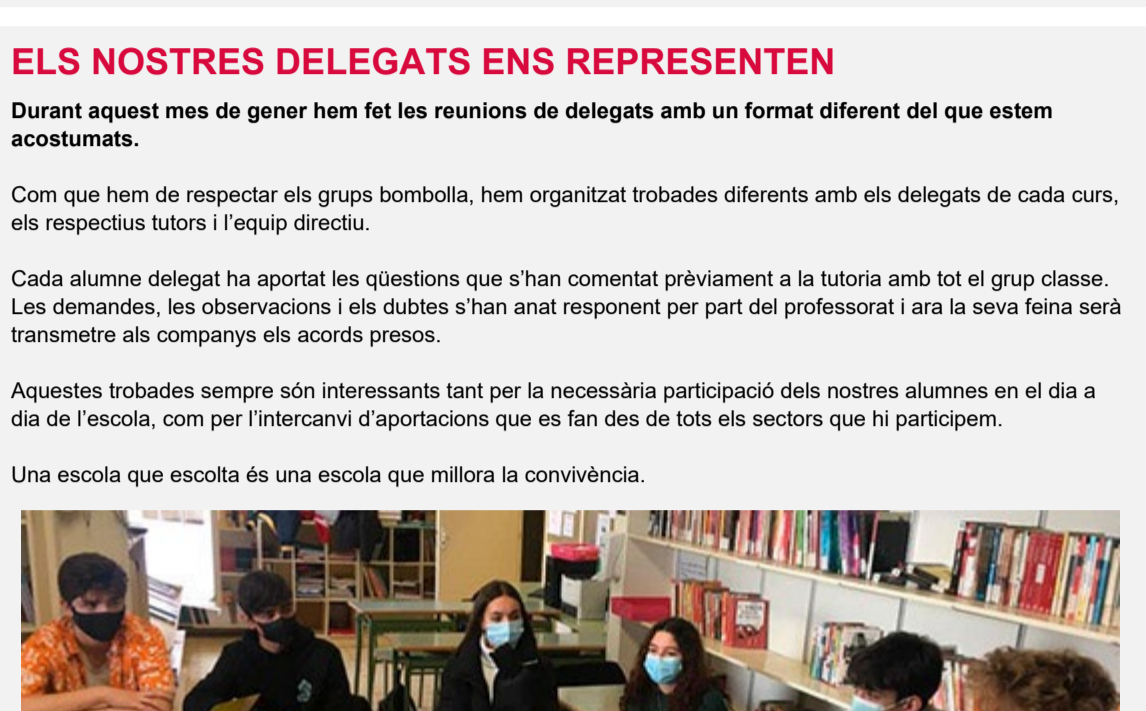 ELS NOSTRES DELEGATS ENS REPRESENTEN
Durant aquest mes de gener hem fet les reunions de delegats amb un format diferent del que estem
acostumats.
Com que hem de respectar els grups bombolla, hem organitzat trobades diferents amb els delegats de cada curs,
els respectius tutors i l’equip directiu.
Cada alumne delegat ha aportat les qüestions que s’han comentat prèviament a la tutoria amb tot el grup classe.
Les demandes, les observacions i els dubtes s’han anat responent per part del professorat i ara la seva feina serà
transmetre als companys els acords presos.
Aquestes trobades sempre són interessants tant per la necessària participació dels nostres alumnes en el dia a
dia de l’escola, com per l’intercanvi d’aportacions que es fan des de tots els sectors que hi participem.
Una escola que escolta és una escola que millora la convivència.